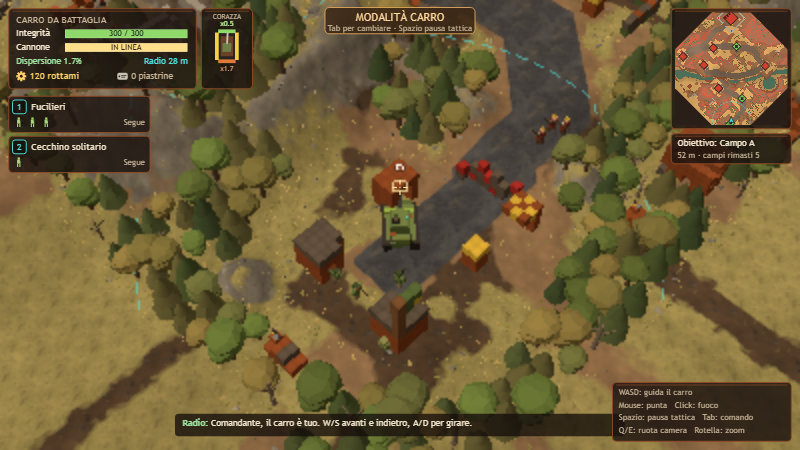 CARRO DA BATTAGLIA
Integrità 300 / 300
Cannone IN LINEA
Dispersione 1.7% Radio 28 m
120 rottami 0 piastrine
CORAZZA
x0.5
x1.7
1 Fucilieri
Segue
2 Cecchino solitario
Segue
MODALITÀ CARRO
Tab per cambiare - Spazio pausa tattica
Obiettivo: Campo A
52 m - campi rimasti 5
Radio: Comandante, il carro è tuo. W/S avanti e indietro, A/D per girare.
WASD: guida il carro
Mouse: punta Click: fuoco
Spazio: pausa tattica Tab: comando
Q/E: ruota camera Rotella: zoom